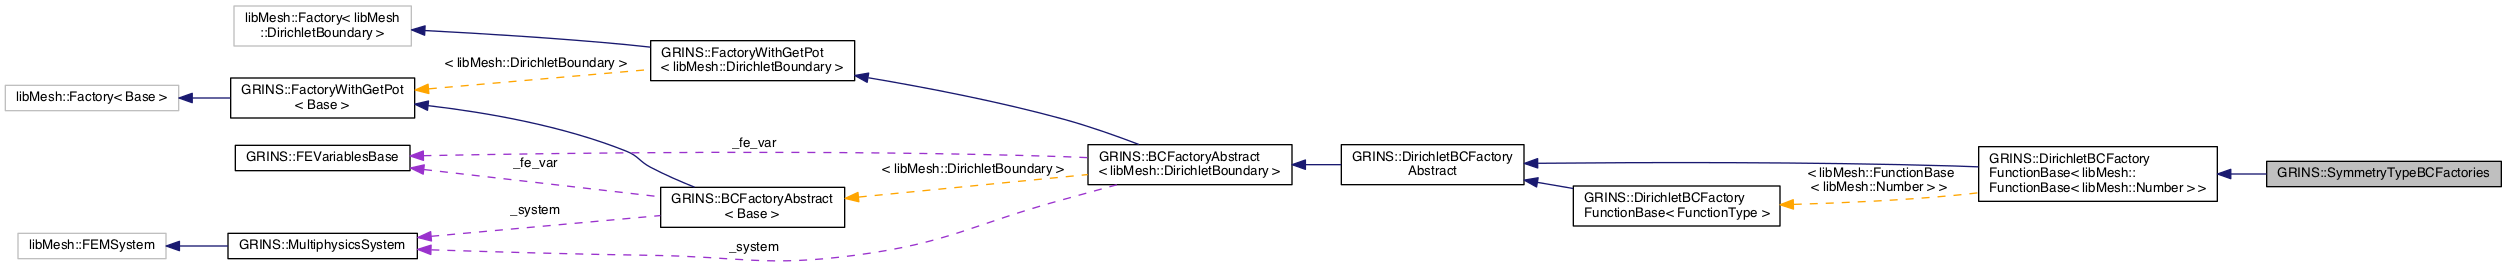 libMesh::Factory< libMesh
::DirichletBoundary >
GRINS::FactoryWithGetPot
< libMesh::DirichletBoundary >
< libMesh::DirichletBoundary >
libMesh::Factory< Base >
GRINS::FactoryWithGetPot
< Base >
GRINS::FEVariablesBase
_fe_var
_fe_var
GRINS::BCFactoryAbstract
< libMesh::DirichletBoundary >
< libMesh::DirichletBoundary >
GRINS::BCFactoryAbstract
< Base >
_system
_system
libMesh::FEMSystem
GRINS::MultiphysicsSystem
GRINS::DirichletBCFactory
Abstract
GRINS::DirichletBCFactory
FunctionBase< FunctionType >
< libMesh::FunctionBase
< libMesh::Number > >
GRINS::DirichletBCFactory
FunctionBase< libMesh::
FunctionBase< libMesh::Number > >
GRINS::SymmetryTypeBCFactories